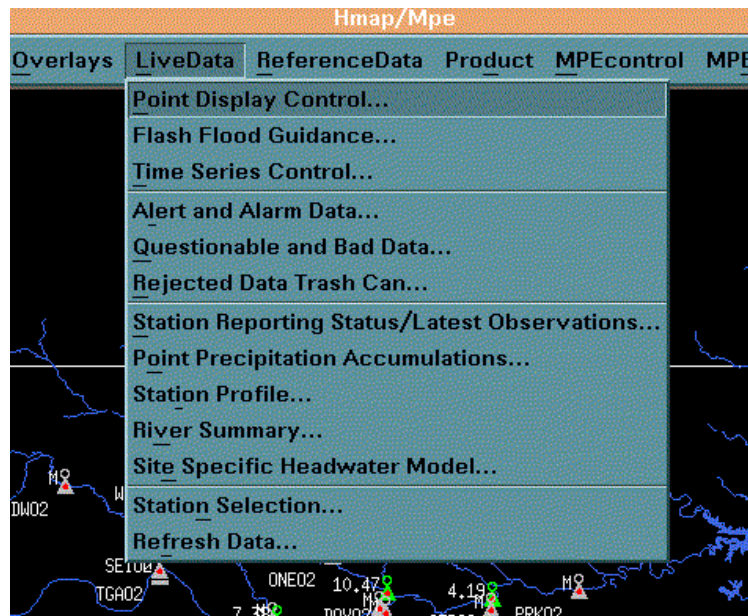 Hmap/Mpe
Overlays LiveData ReferenceData Product MPEcontrol
Point Display Control...
Flash Flood Guidance...
Time Series Control...
Alert and Alarm Data...
Questionable and Bad Data...
Rejected Data Trash Can...
Station Reporting Status/Latest Observations...
Point Precipitation Accumulations...
Station Profile...
River Summary...
Site Specific Headwater Model...
Station Selection...
Refresh Data...
M
DWO2
W
TGAO2
ONEO2
10.47
4.19
M
M
M
PRKO2